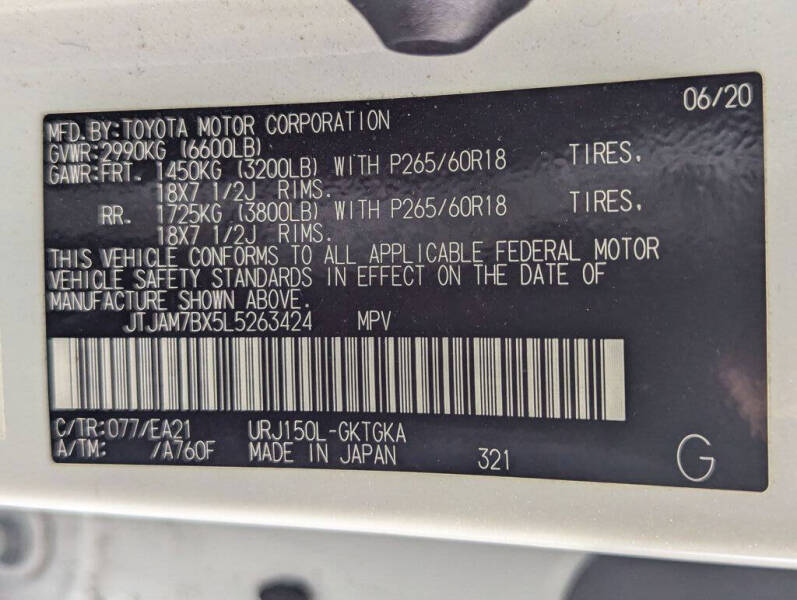 06/20
MFD.BY:TOYOTA MOTOR CORPORATION
GVWR:2990KG (6600LB)
GAWR:FRT. 1450KG (3200LB) WITH P265/60R18 TIRES,
18X7 1/2J RIMS.
RR. 1725KG (3800LB) WITH P265/60R18 TIRES,
18X7 1/2J RIMS.
THIS VEHICLE CONFORMS TO ALL APPLICABLE FEDERAL MOTOR
VEHICLE SAFETY STANDARDS IN EFFECT ON THE DATE OF
MANUFACTURE SHOWN ABOVE.
JTJAM7BX5L5263424 MPV
C/TR:077/EA21 URJ150L-GKTGKA
A/TM: /A760F MADE IN JAPAN 321 G